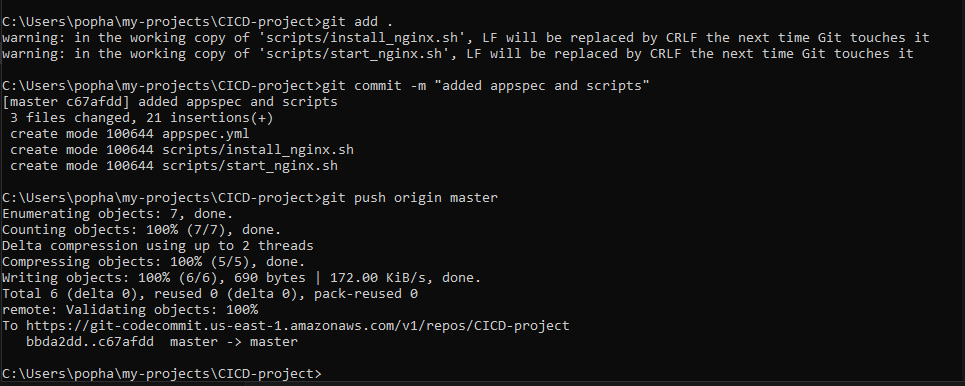 C:\Users\popha\my-projects\CICD-project>git add .
warning: in the working copy of 'scripts/install_nginx.sh', LF will be replaced by CRLF the next time Git touches it
warning: in the working copy of 'scripts/start_nginx.sh', LF will be replaced by CRLF the next time Git touches it
C:\Users\popha\my-projects\CICD-project>git commit -m "added appspec and scripts"
[master c67afdd] added appspec and scripts
 3 files changed, 21 insertions(+)
 create mode 100644 appspec.yml
 create mode 100644 scripts/install_nginx.sh
 create mode 100644 scripts/start_nginx.sh
C:\Users\popha\my-projects\CICD-project>git push origin master
Enumerating objects: 7, done.
Counting objects: 100% (7/7), done.
Delta compression using up to 2 threads
Compressing objects: 100% (5/5), done.
Writing objects: 100% (6/6), 690 bytes | 172.00 KiB/s, done.
Total 6 (delta 0), reused 0 (delta 0), pack-reused 0
remote: Validating objects: 100%
To https://git-codecommit.us-east-1.amazonaws.com/v1/repos/CICD-project
   bbda2dd..c67afdd  master -> master
C:\Users\popha\my-projects\CICD-project>